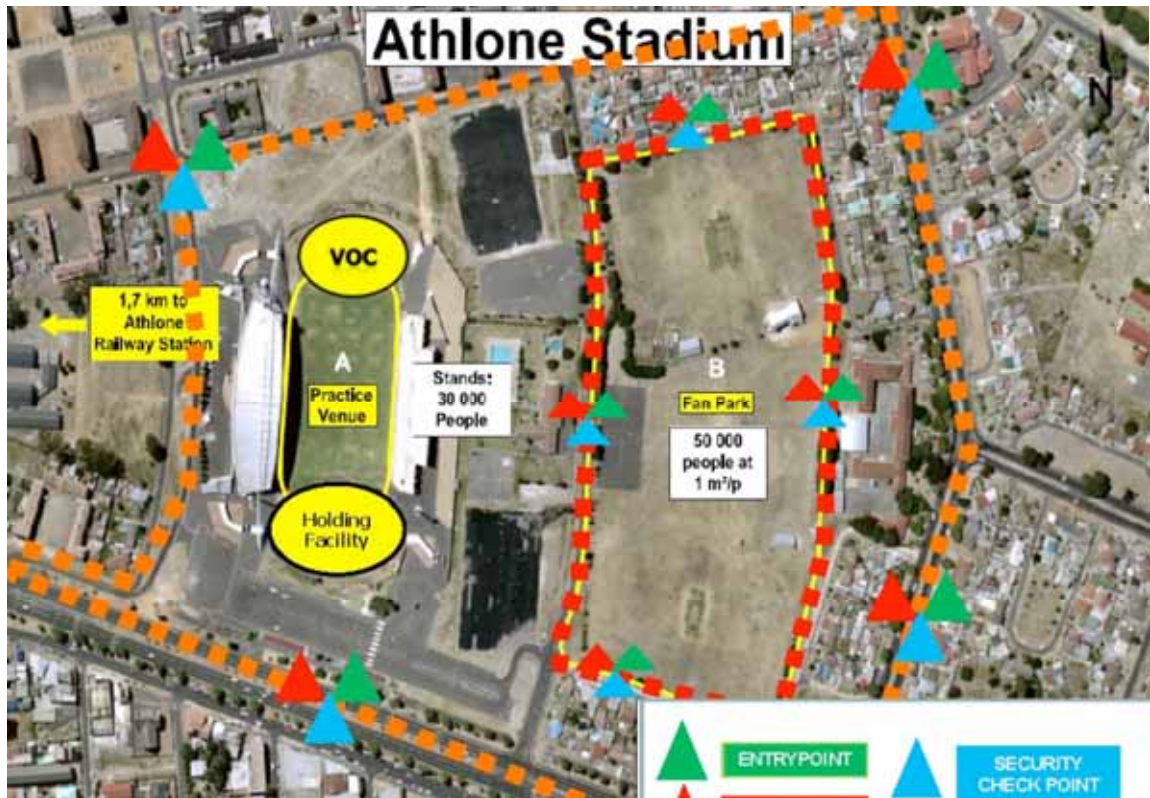 Athlone Stadium
N
VOC
1,7 km to
Athlone
Railway Station
A
Practice
Venue
Stands:
30 000
People
B
Fan Park
50 000
people at
1 m²/p
Holding
Facility
ENTRYPOINT
SECURITY
CHECK POINT